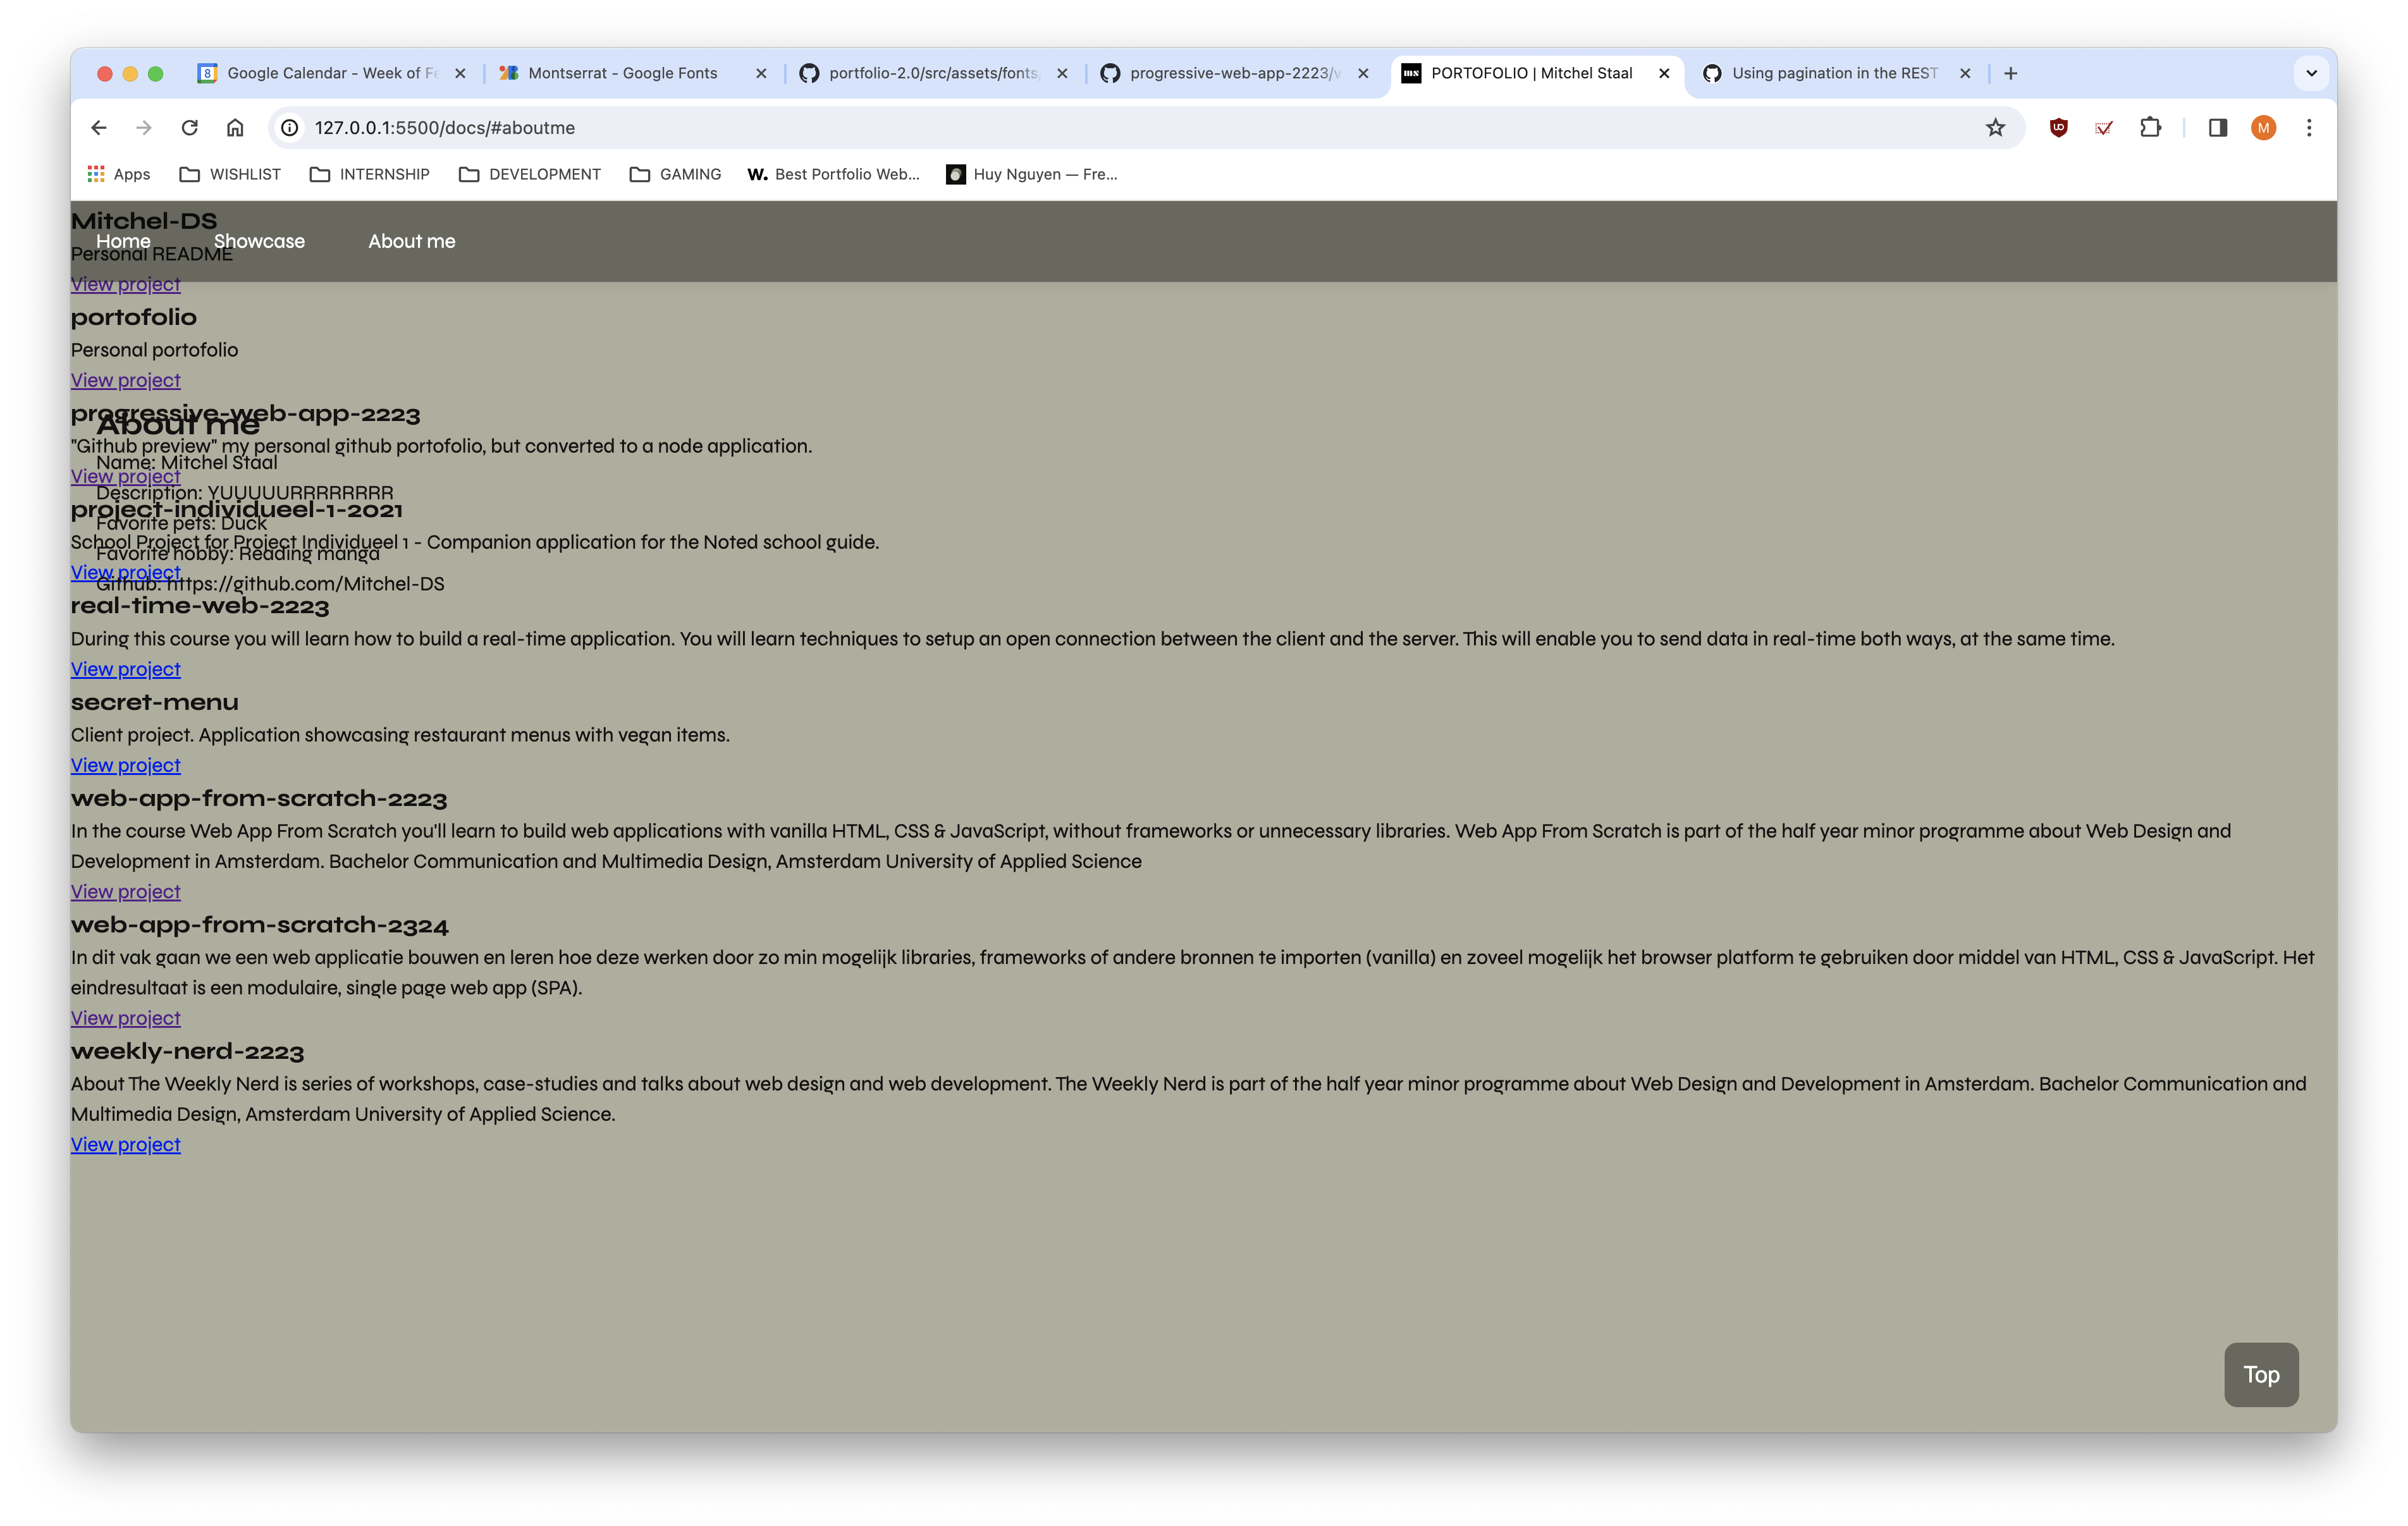 Google Calendar - Week of Fe
Montserrat - Google Fonts
portfolio-2.0/src/assets/fonts/
progressive-web-app-2223/v
ms
PORTOFOLIO | Mitchel Staal
Using pagination in the REST
127.0.0.1:5500/docs/#aboutme
M
Apps
WISHLIST
INTERNSHIP
DEVELOPMENT
GAMING
W. Best Portfolio Web...
Huy Nguyen — Fre...
Mitchel-DS
Home
Showcase
About me
Personal README
View project
portofolio
Personal portofolio
View project
progressive-web-app-2223
About me
"Github preview" my personal github portofolio, but converted to a node application.
Name: Mitchel Staal
View project
Description: YUUUUURRRRRRRR
project-individueel-1-2021
Favorite pets: Duck
School Project for Project Individueel 1 - Companion application for the Noted school guide.
Favorite hobby: Reading manga
View project
Github: https://github.com/Mitchel-DS
real-time-web-2223
During this course you will learn how to build a real-time application. You will learn techniques to setup an open connection between the client and the server. This will enable you to send data in real-time both ways, at the same time.
View project
secret-menu
Client project. Application showcasing restaurant menus with vegan items.
View project
web-app-from-scratch-2223
In the course Web App From Scratch you'll learn to build web applications with vanilla HTML, CSS & JavaScript, without frameworks or unnecessary libraries. Web App From Scratch is part of the half year minor programme about Web Design and
Development in Amsterdam. Bachelor Communication and Multimedia Design, Amsterdam University of Applied Science
View project
web-app-from-scratch-2324
In dit vak gaan we een web applicatie bouwen en leren hoe deze werken door zo min mogelijk libraries, frameworks of andere bronnen te importen (vanilla) en zoveel mogelijk het browser platform te gebruiken door middel van HTML, CSS & JavaScript. Het
eindresultaat is een modulaire, single page web app (SPA).
View project
weekly-nerd-2223
About The Weekly Nerd is series of workshops, case-studies and talks about web design and web development. The Weekly Nerd is part of the half year minor programme about Web Design and Development in Amsterdam. Bachelor Communication and
Multimedia Design, Amsterdam University of Applied Science.
View project
Top